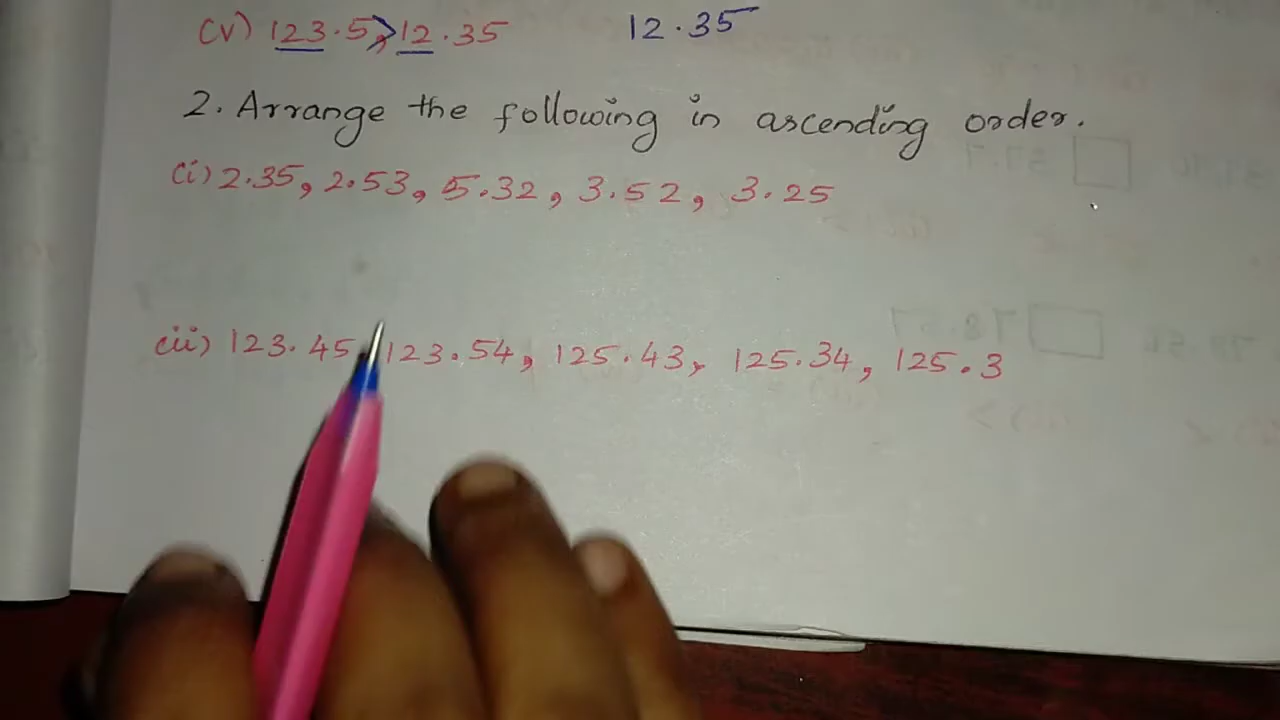 (v) 123.5 > 12.35 12.35
2. Arrange the following in ascending order.
(i) 2.35, 2.53, 5.32, 3.52, 3.25
(ii) 123.45 123.54, 125.43, 125.34, 125.3